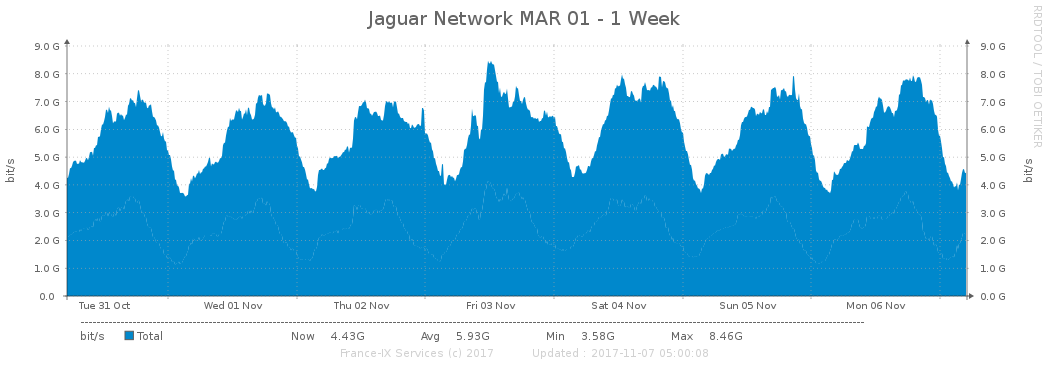 Jaguar Network MAR 01 - 1 Week
RRDTOOL / TOBI OETIKER
bit/s
9.0 G 9.0 G
8.0 G 8.0 G
7.0 G 7.0 G
6.0 G 6.0 G
5.0 G 5.0 G
4.0 G 4.0 G
3.0 G 3.0 G
2.0 G 2.0 G
1.0 G 1.0 G
0.0 0.0 G
bit/s
Tue 31 Oct Wed 01 Nov Thu 02 Nov Fri 03 Nov Sat 04 Nov Sun 05 Nov Mon 06 Nov
bit/s Total Now 4.43G Avg 5.93G Min 3.58G Max 8.46G
France-IX Services (c) 2017 Updated : 2017-11-07 05:00:08